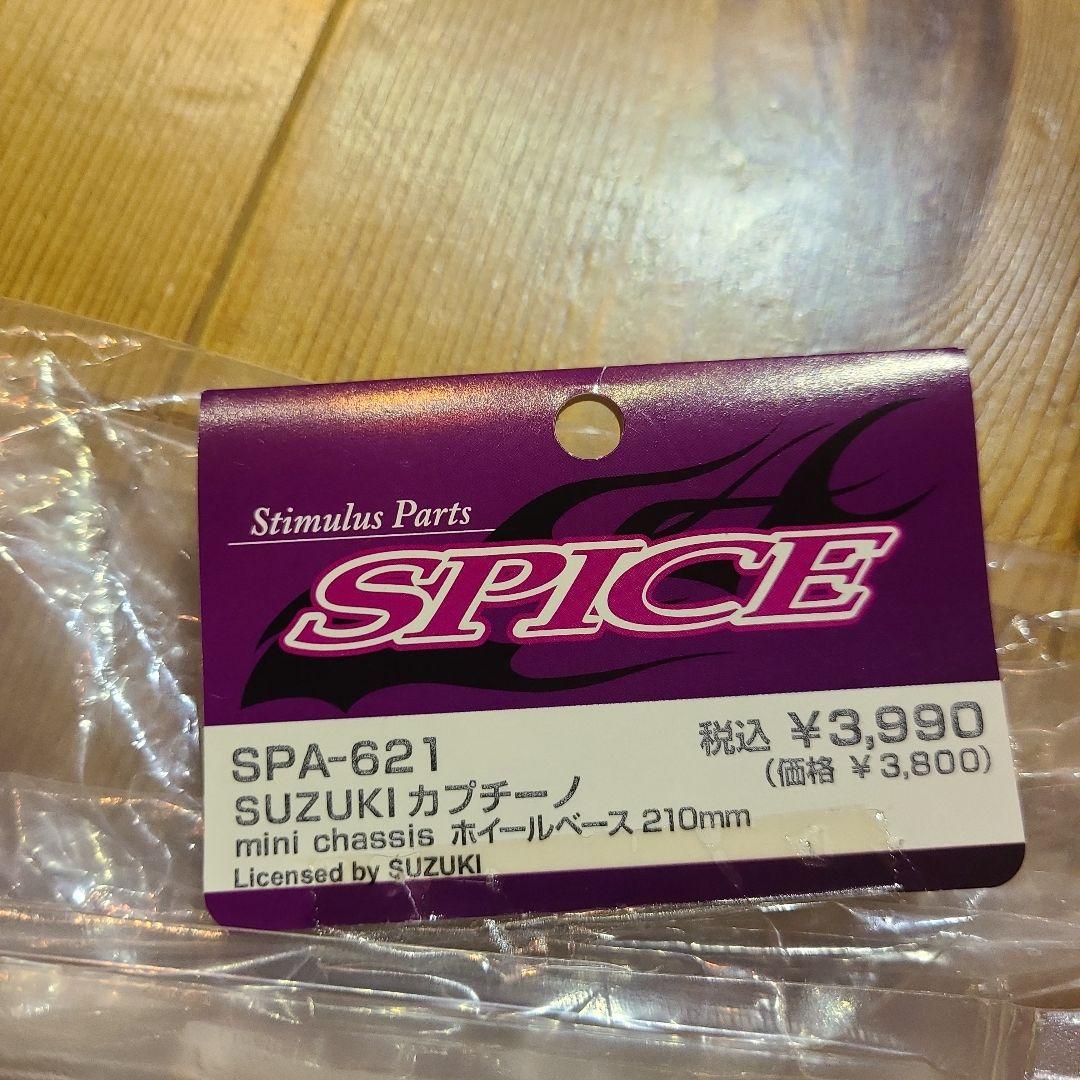 Stimulus Parts
SPICE
SPA-621
税込 ¥3,990
(価格 ¥3,800)
SUZUKI カプチーノ
mini chassis ホイールベース 210mm
Licensed by SUZUKI